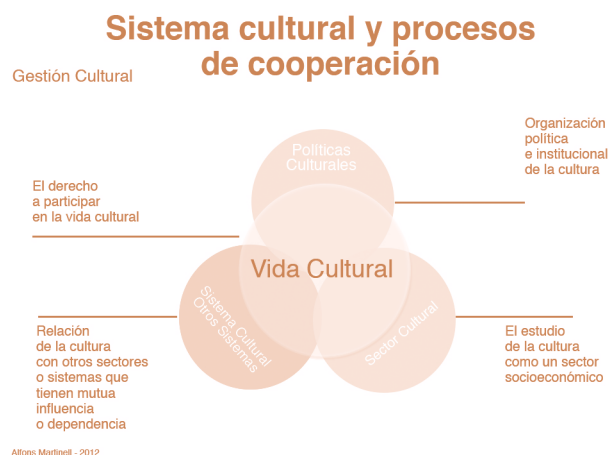 Sistema cultural y procesos
de cooperación
Gestión Cultural
Organización
política
e institucional
de la cultura
Políticas
Culturales
El derecho
a participar
en la vida cultural
Vida Cultural
Sistema Cultural
Otros Sistemas
Sector Cultural
Relación
de la cultura
con otros sectores
o sistemas que
tienen mutua
influencia
o dependencia
El estudio
de la cultura
como un sector
socioeconómico
Alfons Martinell - 2012